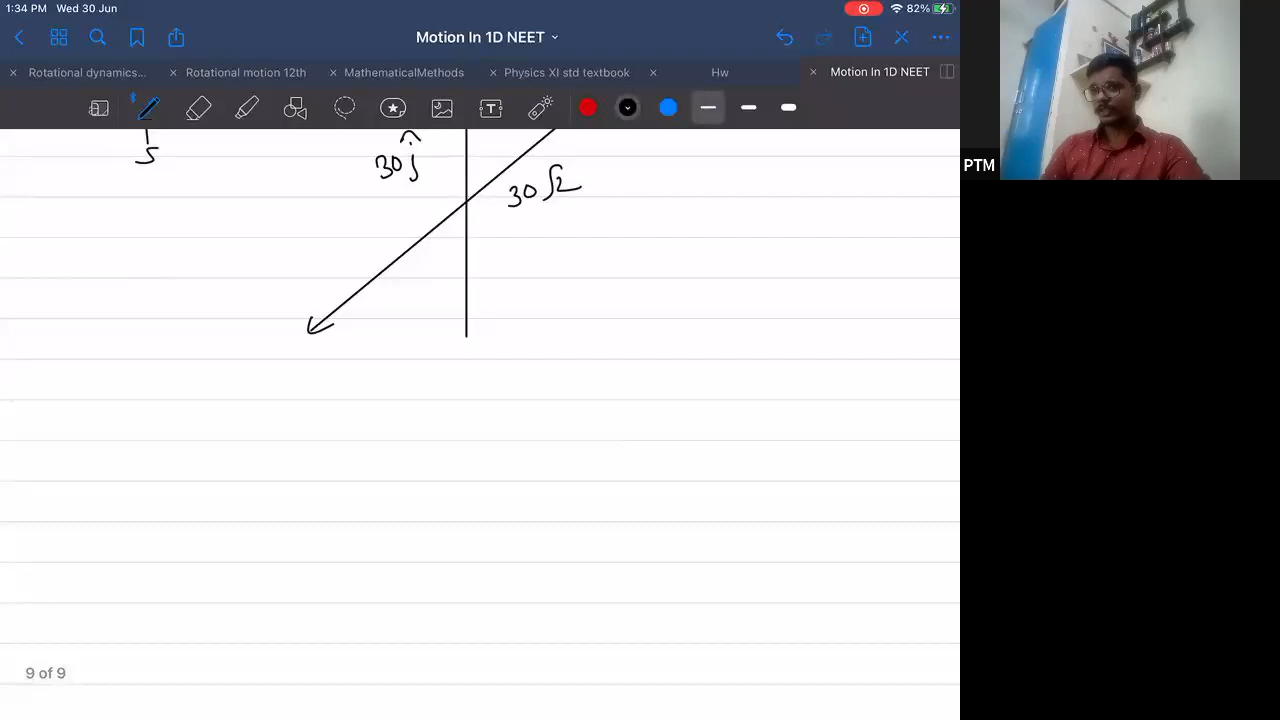 1:34 PM Wed 30 Jun 82%
Motion In 1D NEET
Rotational dynamics... Rotational motion 12th MathematicalMethods Physics XI std textbook Hw Motion In 1D NEET
T
S
30ĵ
30√2
PTM
9 of 9